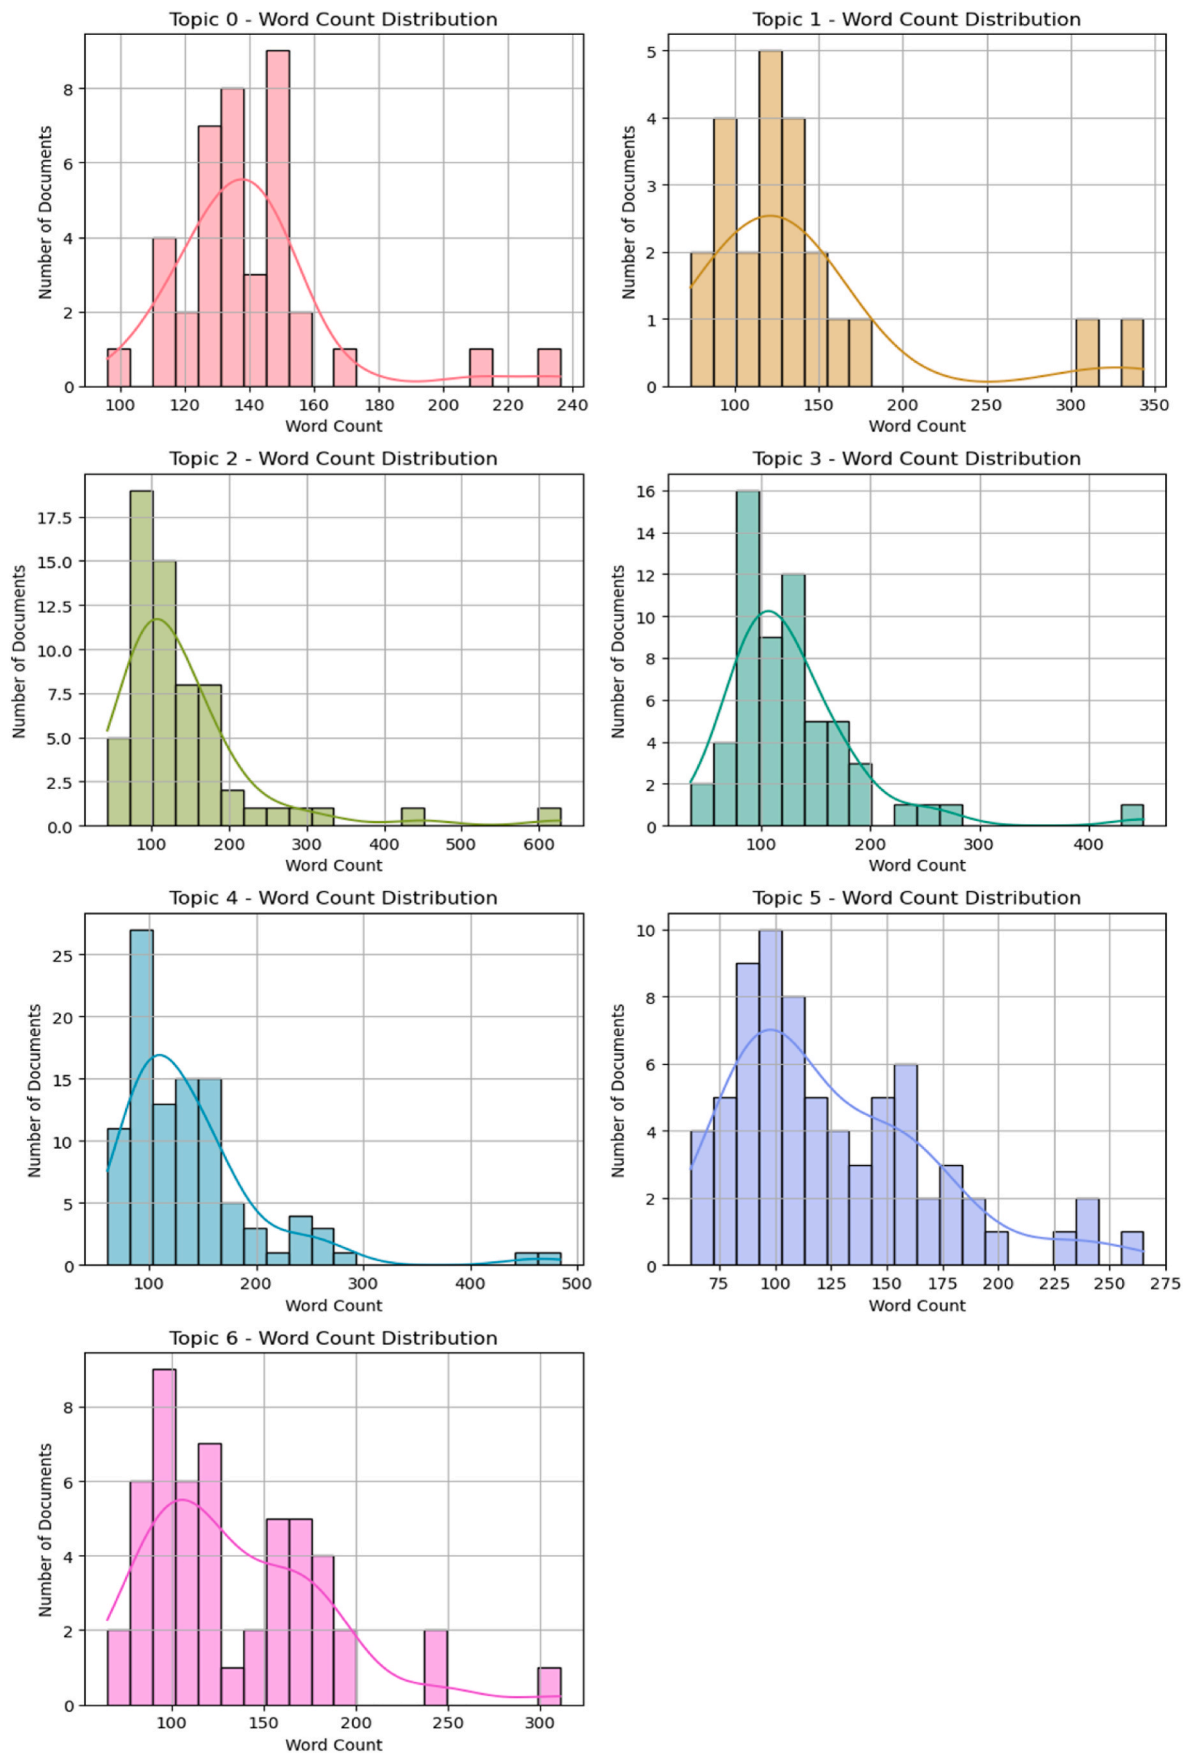 Topic 0 - Word Count Distribution
Number of Documents
8
6
4
2
0
100 120 140 160 180 200 220 240
Word Count
Topic 1 - Word Count Distribution
Number of Documents
5
4
3
2
1
0
100 150 200 250 300 350
Word Count
Topic 2 - Word Count Distribution
Number of Documents
17.5
15.0
12.5
10.0
7.5
5.0
2.5
0.0
100 200 300 400 500 600
Word Count
Topic 3 - Word Count Distribution
Number of Documents
16
14
12
10
8
6
4
2
0
100 200 300 400
Word Count
Topic 4 - Word Count Distribution
Number of Documents
25
20
15
10
5
0
100 200 300 400 500
Word Count
Topic 5 - Word Count Distribution
Number of Documents
10
8
6
4
2
0
75 100 125 150 175 200 225 250 275
Word Count
Topic 6 - Word Count Distribution
Number of Documents
8
6
4
2
0
100 150 200 250 300
Word Count